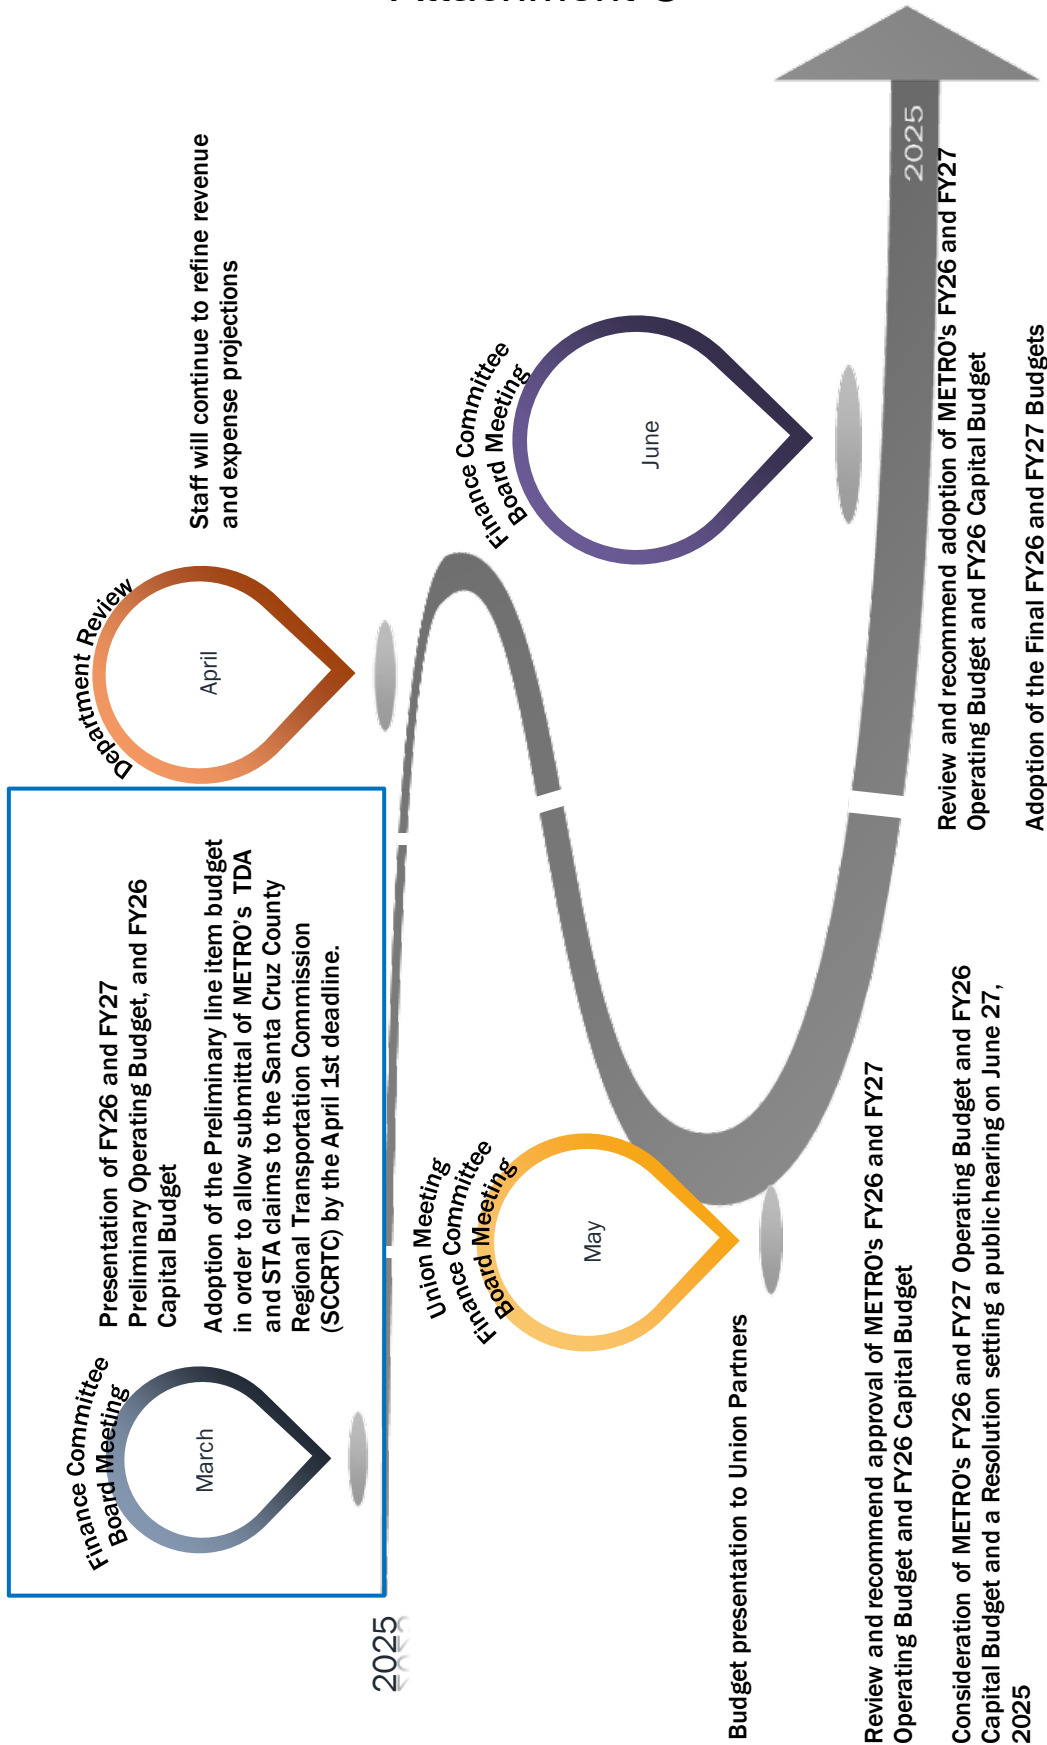 Finance Committee
Board Meeting
March
Presentation of FY26 and FY27
Preliminary Operating Budget, and FY26
Capital Budget
Adoption of the Preliminary line item budget
in order to allow submittal of METRO's TDA
and STA claims to the Santa Cruz County
Regional Transportation Commission
(SCCRTC) by the April 1st deadline.
Department Review
April
Staff will continue to refine revenue
and expense projections
2025
Union Meeting
Finance Committee
Board Meeting
May
Budget presentation to Union Partners
Review and recommend approval of METRO's FY26 and FY27
Operating Budget and FY26 Capital Budget
Consideration of METRO's FY26 and FY27 Operating Budget and FY26
Capital Budget and a Resolution setting a public hearing on June 27,
2025
Finance Committee
Board Meeting
June
2025
Review and recommend adoption of METRO's FY26 and FY27
Operating Budget and FY26 Capital Budget
Adoption of the Final FY26 and FY27 Budgets